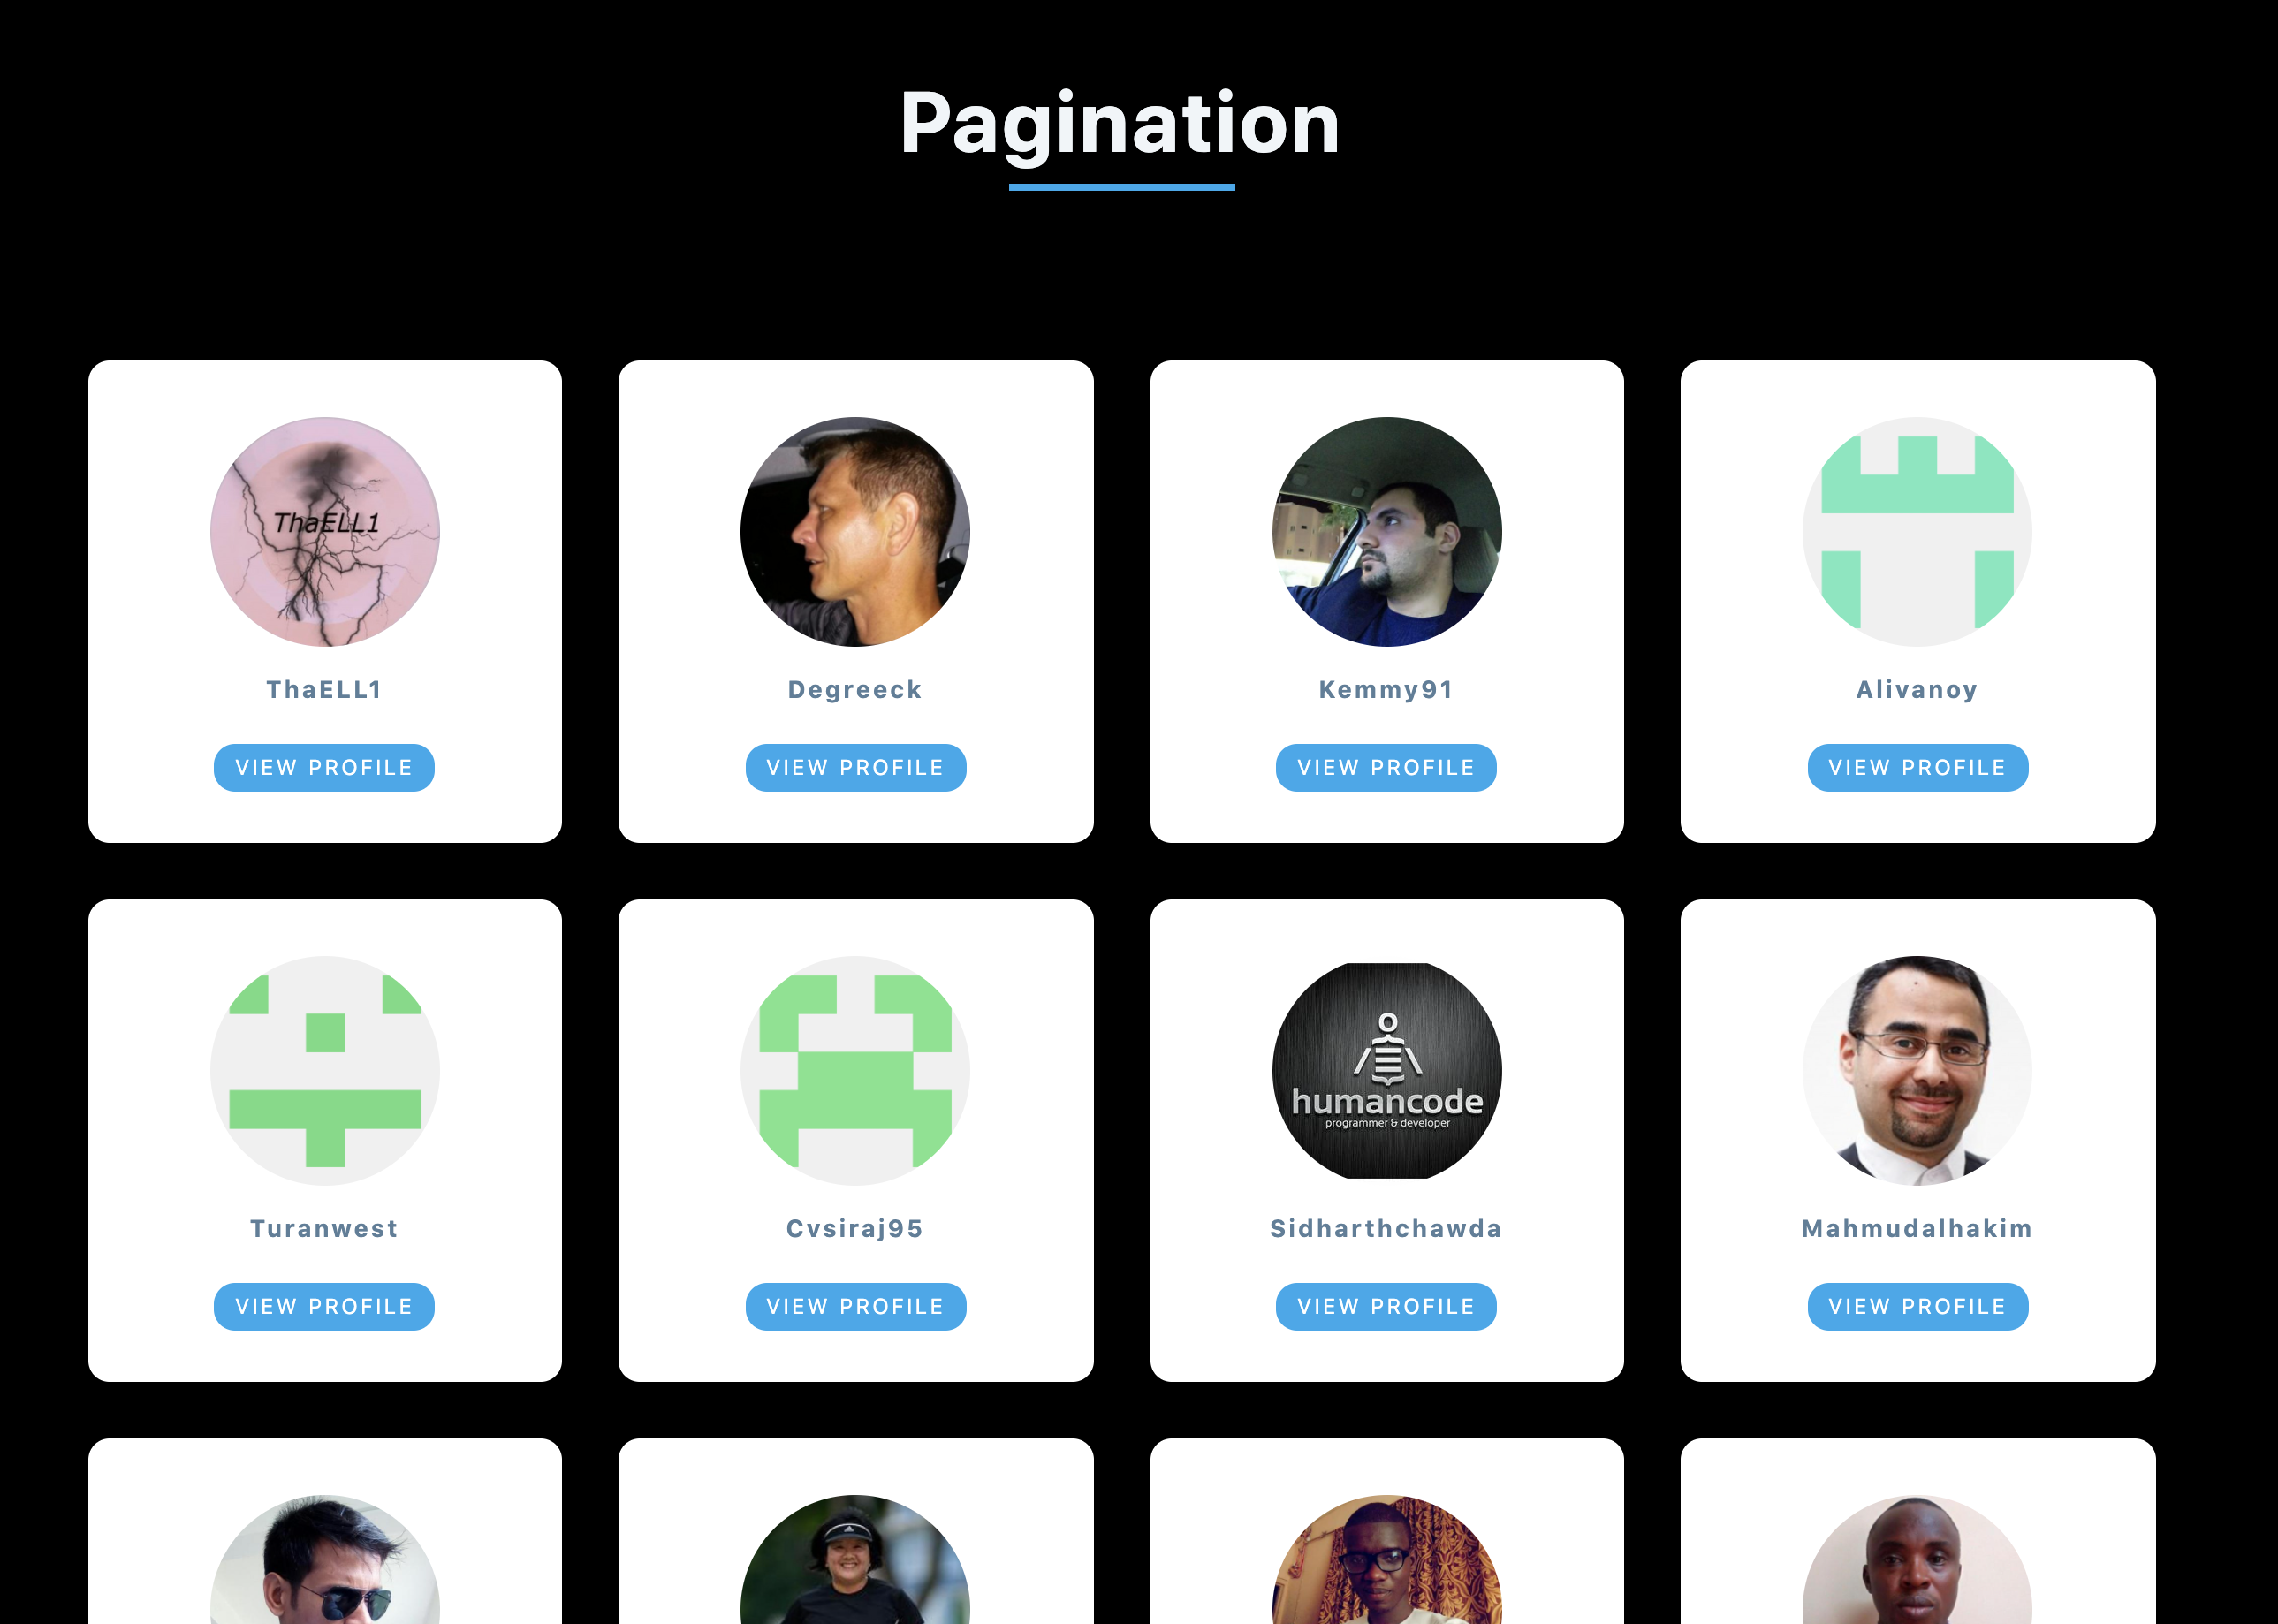 Pagination
ThaELL1
ThaELL1
Degreeck
Kemmy91
Alivanoy
VIEW PROFILE
VIEW PROFILE
VIEW PROFILE
VIEW PROFILE
humancode
programmer & developer
Turanwest
Cvsiraj95
Sidharthchawda
Mahmudalhakim
VIEW PROFILE
VIEW PROFILE
VIEW PROFILE
VIEW PROFILE